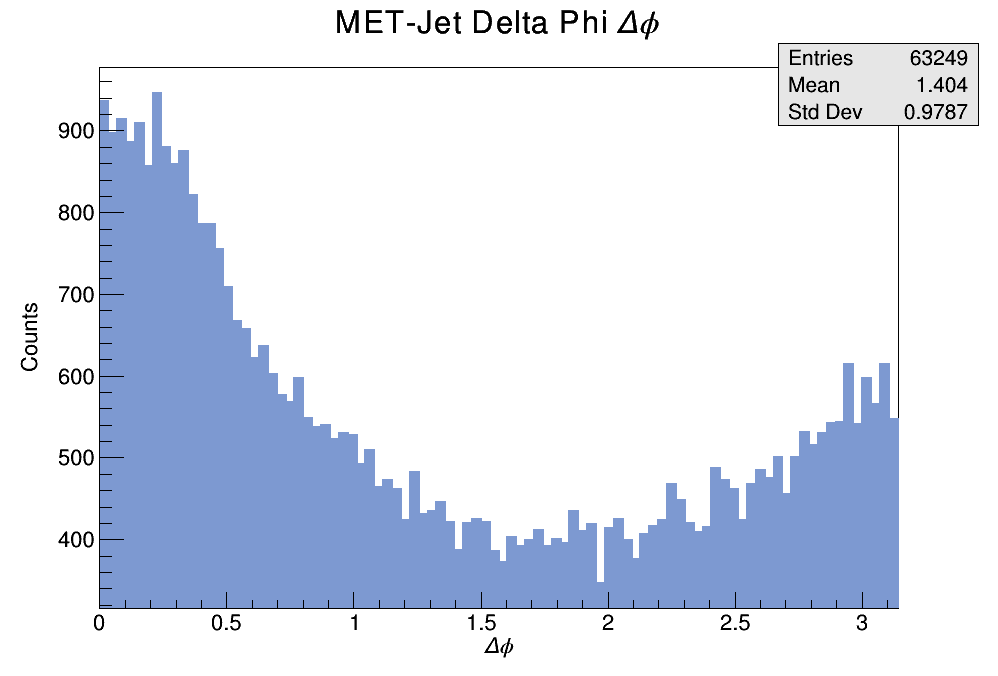 MET-Jet Delta Phi Δϕ
Entries 63249
Mean 1.404
Std Dev 0.9787
Counts
900
800
700
600
500
400
0 0.5 1 1.5 2 2.5 3
Δϕ